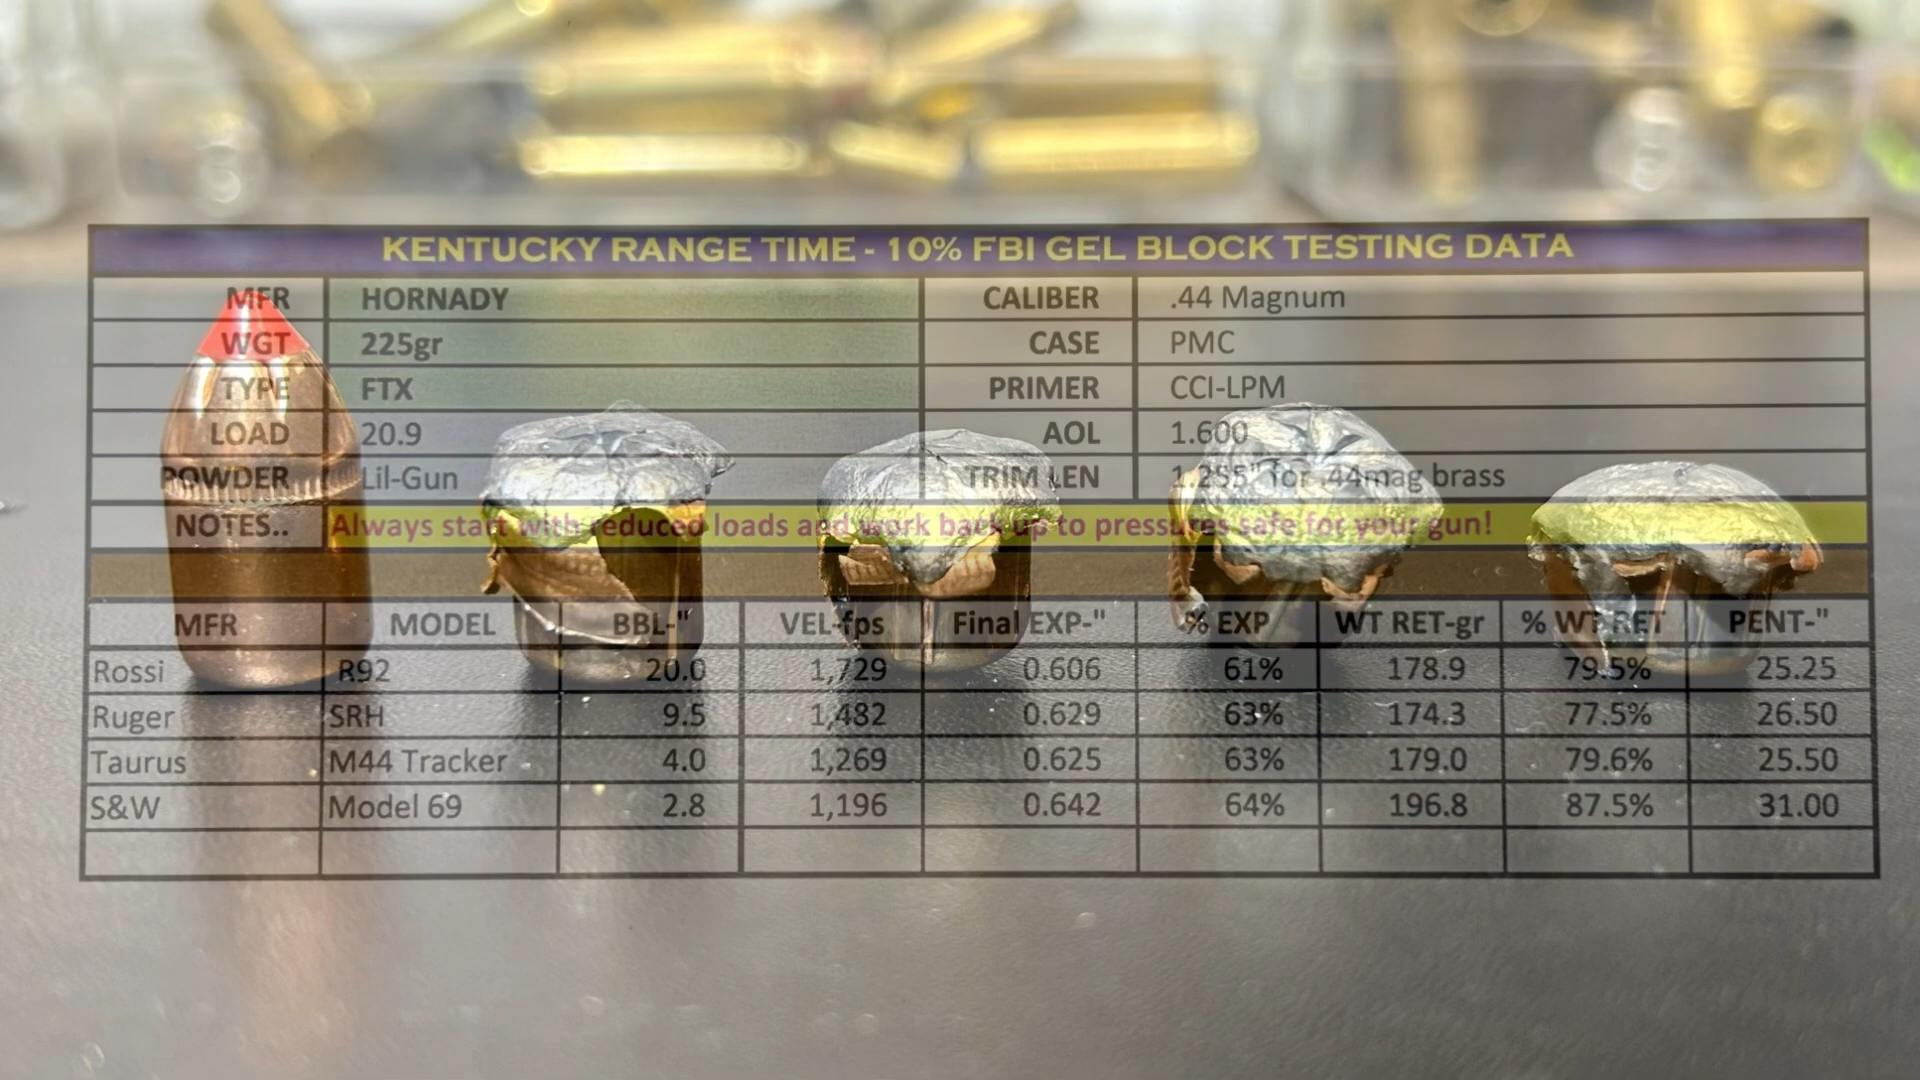 KENTUCKY RANGE TIME - 10% FBI GEL BLOCK TESTING DATA
MFR HORNADY CALIBER .44 Magnum
WGT 225gr CASE PMC
TYPE FTX PRIMER CCI-LPM
LOAD 20.9 AOL 1.600
POWDER Lil-Gun TRIM LEN 1.255" for .44mag brass
NOTES.. Always start with reduced loads and work back up to pressures safe for your gun!
MFR MODEL BBL-" VEL-fps Final EXP-" % EXP WT RET-gr % WT RET PENT-"
Rossi R92 20.0 1,729 0.606 61% 178.9 79.5% 25.25
Ruger SRH 9.5 1,482 0.629 63% 174.3 77.5% 26.50
Taurus M44 Tracker 4.0 1,269 0.625 63% 179.0 79.6% 25.50
S&W Model 69 2.8 1,196 0.642 64% 196.8 87.5% 31.00